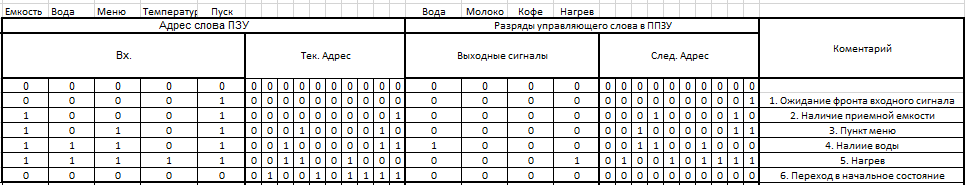 Емкость Вода Меню Температур Пуск Вода Молоко Кофе Нагрев
Адрес слова ПЗУ Разряды управляющего слова в ППЗУ Коментарий
Вх. Тек. Адрес Выходные сигналы След. Адрес
0 0 0 0 0 0 0 0 0 0 0 0 0 0 0 0 0 0 0 0 0 0 0 0 0 0 0 0 0
0 0 0 0 1 0 0 0 0 0 0 0 0 0 0 0 0 0 0 0 0 0 0 0 0 0 0 0 1 1. Ожидание фронта входного сигнала
1 0 0 0 1 0 0 0 0 0 0 0 0 0 1 0 0 0 0 0 0 0 1 0 0 0 0 1 0 2. Наличие приемной емкости
1 0 1 0 1 0 0 0 1 0 0 0 0 1 0 0 0 0 0 0 0 1 0 0 0 0 0 1 1 3. Пункт меню
1 1 1 0 1 0 0 1 0 0 0 0 0 1 1 1 0 0 0 0 0 1 1 0 0 1 0 0 0 4. Налиие воды
1 1 1 1 1 0 0 1 1 0 0 1 0 0 0 0 0 0 1 0 1 0 0 1 0 1 1 1 1 5. Нагрев
0 0 0 0 0 0 1 0 0 1 0 1 1 1 1 0 0 0 0 0 0 0 0 0 0 0 0 0 0 6. Переход в начальное состояние